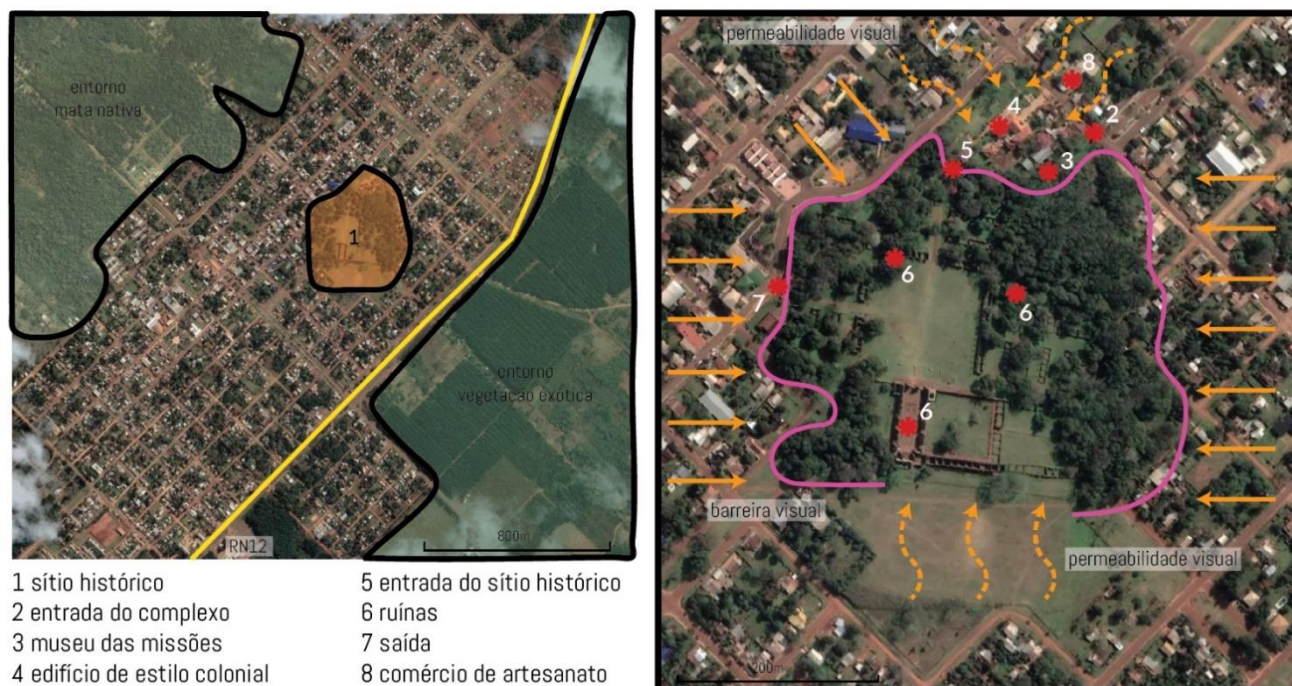 entorno
mata nativa
1
entorno
vegetação exótica
RN12
800m
1 sítio histórico
2 entrada do complexo
3 museu das missões
4 edifício de estilo colonial
5 entrada do sítio histórico
6 ruínas
7 saída
8 comércio de artesanato
permeabilidade visual
8
4
2
5
3
6
6
7
6
barreira visual
permeabilidade visual
200m